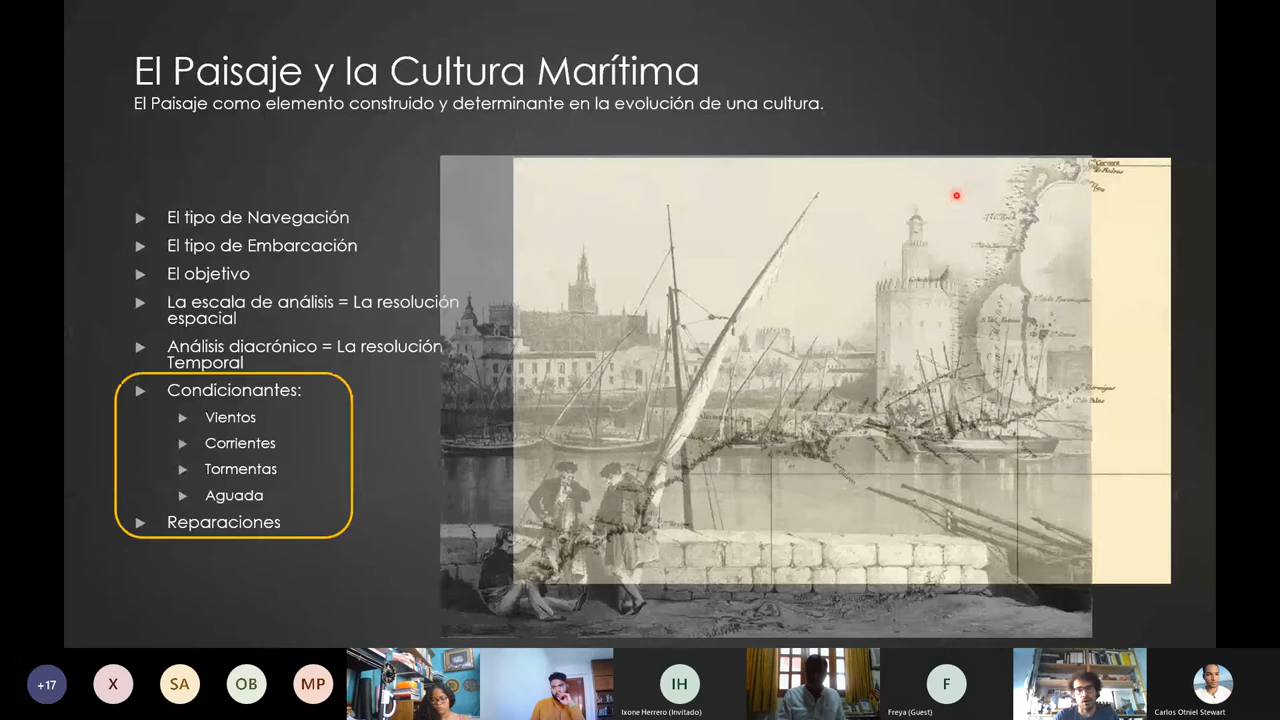 El Paisaje y la Cultura Marítima
El Paisaje como elemento construido y determinante en la evolución de una cultura.
El tipo de Navegación
El tipo de Embarcación
El objetivo
La escala de análisis = La resolución
espacial
Análisis diacrónico = La resolución
Temporal
Condicionantes:
Vientos
Corrientes
Tormentas
Aguada
Reparaciones
+17
X
SA
OB
MP
IH
Ixone Herrero (Invitado)
F
Freya (Guest)
Carlos Otniel Stewart